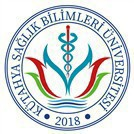 KÜTAHYA SAĞLIK BİLİMLERİ ÜNİVERSİTESİ
2018